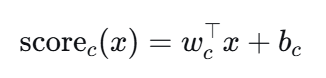 score_c(x) = w_c^⊤ x + b_c